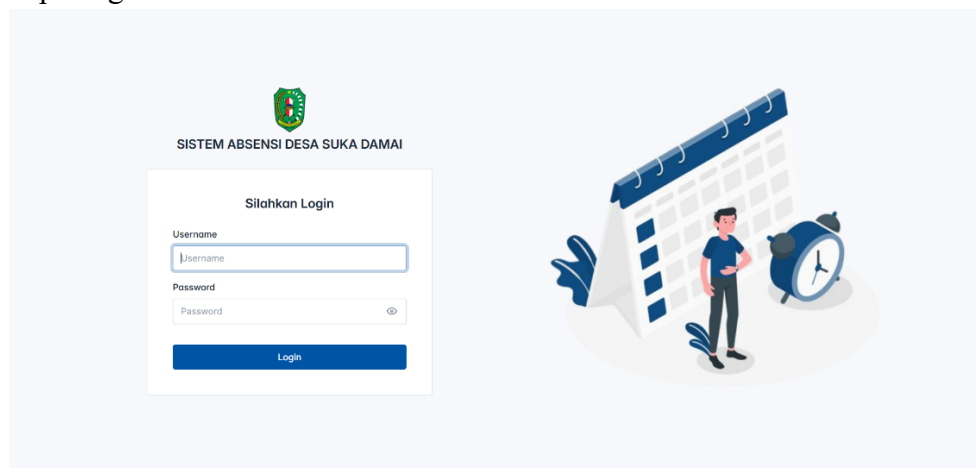 SISTEM ABSENSI DESA SUKA DAMAI
Silahkan Login
Username
Username
Password
Password
Login